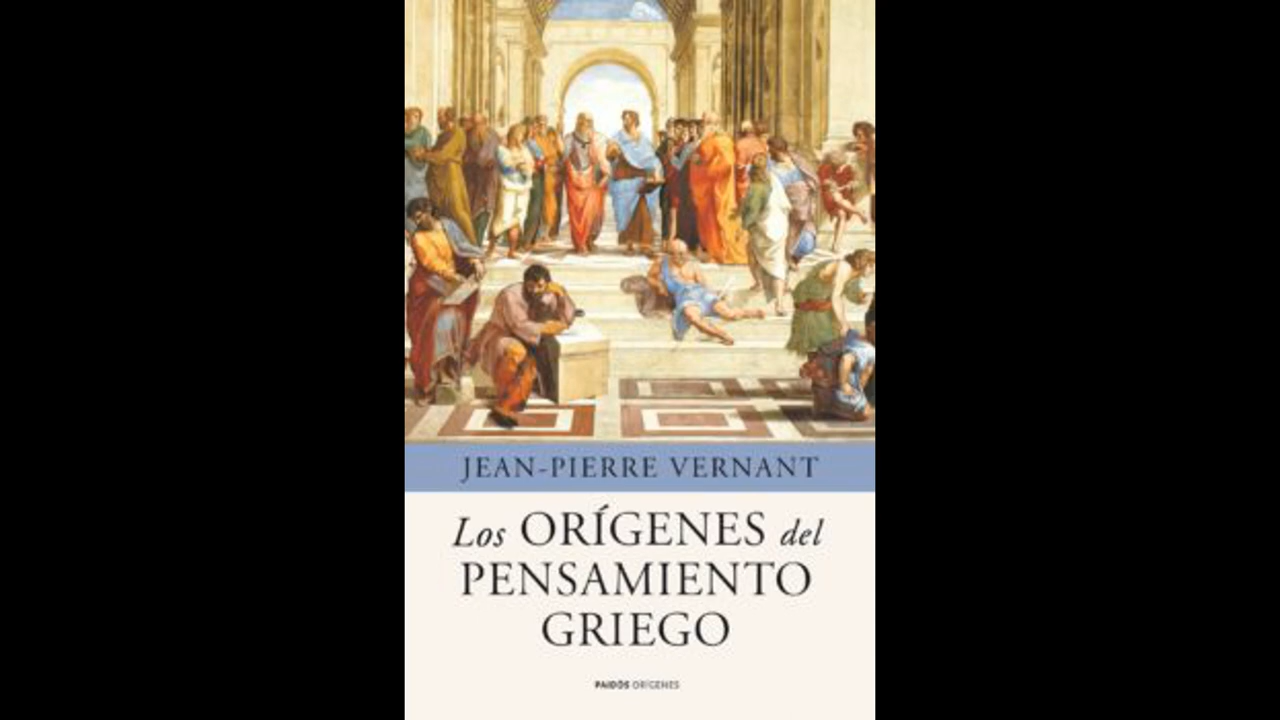 JEAN-PIERRE VERNANT
Los ORÍGENES del
PENSAMIENTO
GRIEGO
PAIDÓS ORÍGENES